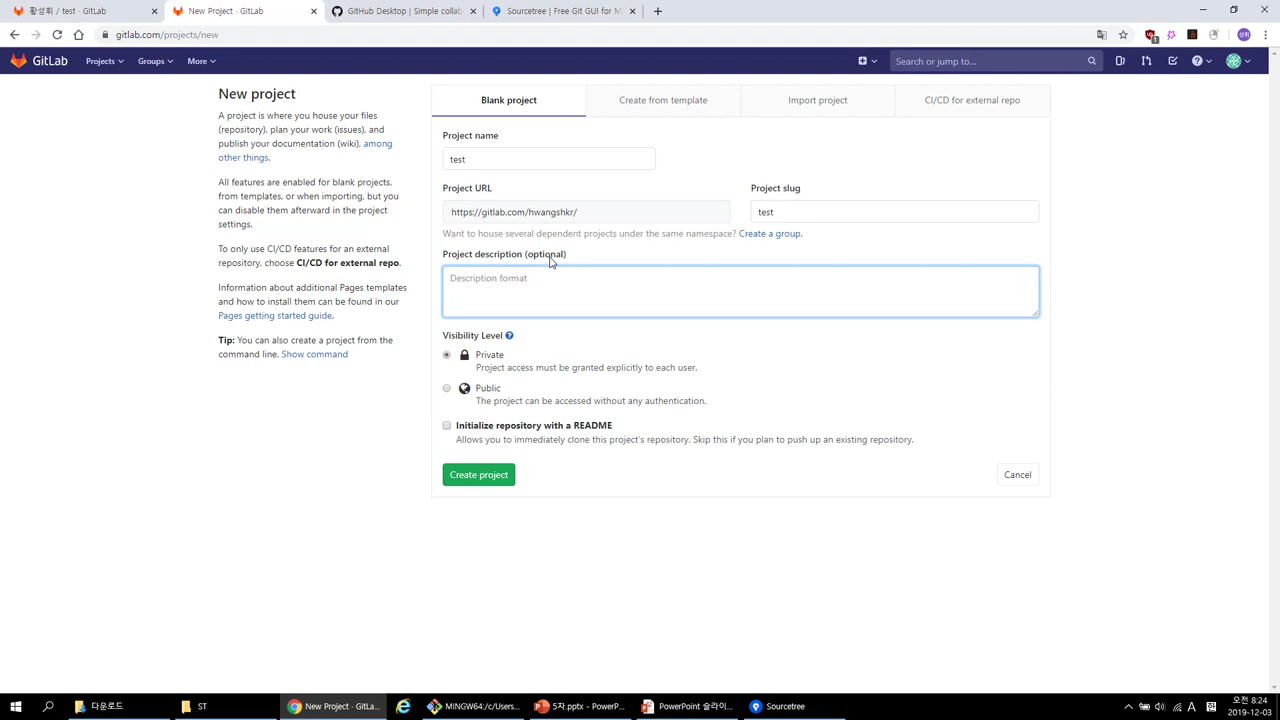 황성휘 / test · GitLab
New Project · GitLab
GitHub Desktop | Simple collab
Sourcetree | Free Git GUI for M
gitlab.com/projects/new
GitLab
Projects
Groups
More
Search or jump to...
New project
A project is where you house your files
(repository), plan your work (issues), and
publish your documentation (wiki), among
other things.
All features are enabled for blank projects,
from templates, or when importing, but you
can disable them afterward in the project
settings.
To only use CI/CD features for an external
repository, choose CI/CD for external repo.
Information about additional Pages templates
and how to install them can be found in our
Pages getting started guide.
Tip: You can also create a project from the
command line. Show command
Blank project
Create from template
Import project
CI/CD for external repo
Project name
test
Project URL
Project slug
https://gitlab.com/hwangshkr/
test
Want to house several dependent projects under the same namespace? Create a group.
Project description (optional)
Description format
Visibility Level
Private
Project access must be granted explicitly to each user.
Public
The project can be accessed without any authentication.
Initialize repository with a README
Allows you to immediately clone this project's repository. Skip this if you plan to push up an existing repository.
Create project
Cancel
다운로드
ST
New Project · GitLa...
MINGW64:/c/Users...
5차.pptx - PowerP...
PowerPoint 슬라이...
Sourcetree
A
오전 8:24
2019-12-03